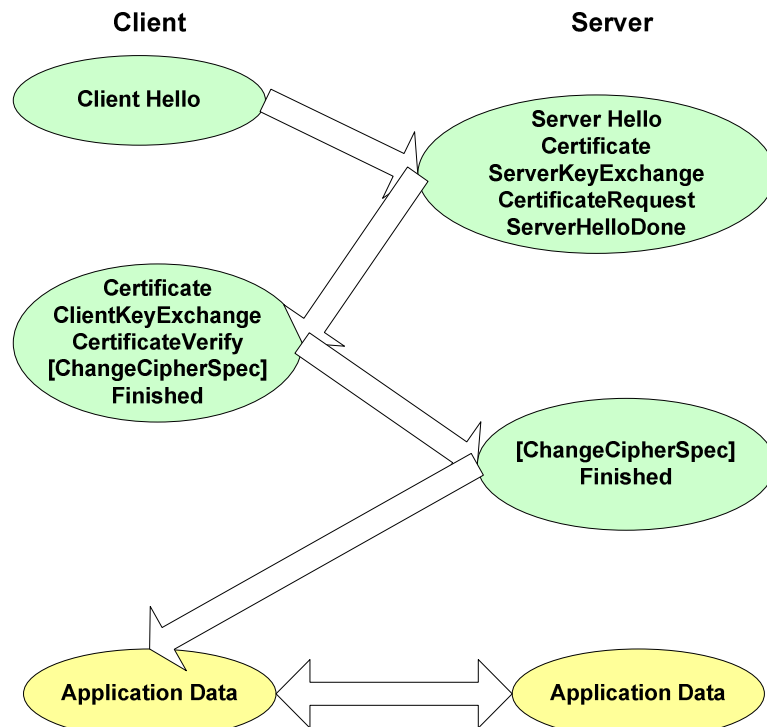 Client
Server
Client Hello
Server Hello
Certificate
ServerKeyExchange
CertificateRequest
ServerHelloDone
Certificate
ClientKeyExchange
CertificateVerify
[ChangeCipherSpec]
Finished
[ChangeCipherSpec]
Finished
Application Data
Application Data